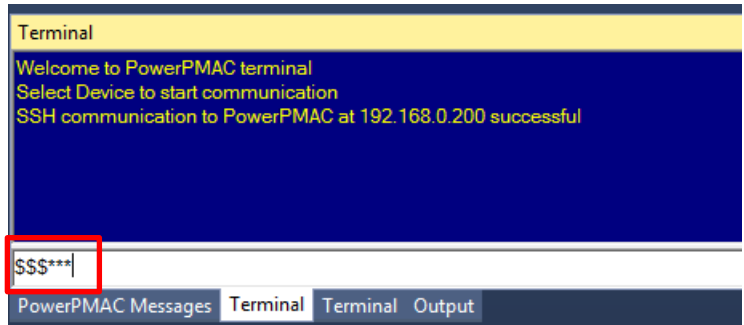 Terminal
Welcome to PowerPMAC terminal
Select Device to start communication
SSH communication to PowerPMAC at 192.168.0.200 successful
$$$***
PowerPMAC Messages Terminal Terminal Output